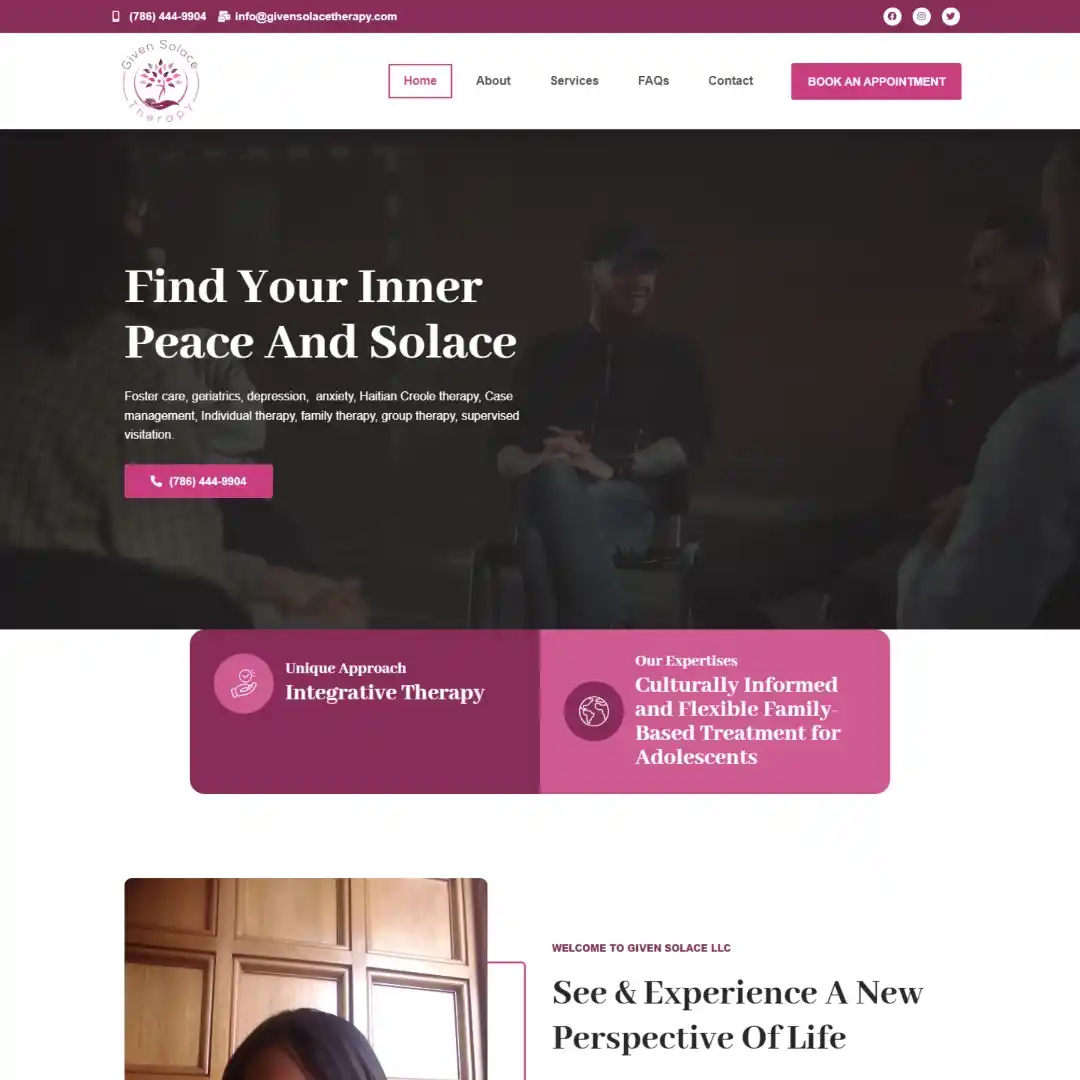 (786) 444-9904 info@givensolacetherapy.com
Given Solace
Therapy
Home About Services FAQs Contact BOOK AN APPOINTMENT
Find Your Inner
Peace And Solace
Foster care, geriatrics, depression,  anxiety, Haitian Creole therapy, Case
management, Individual therapy, family therapy, group therapy, supervised
visitation.
(786) 444-9904
Unique Approach
Integrative Therapy
Our Expertises
Culturally Informed
and Flexible Family-
Based Treatment for
Adolescents
WELCOME TO GIVEN SOLACE LLC
See & Experience A New
Perspective Of Life